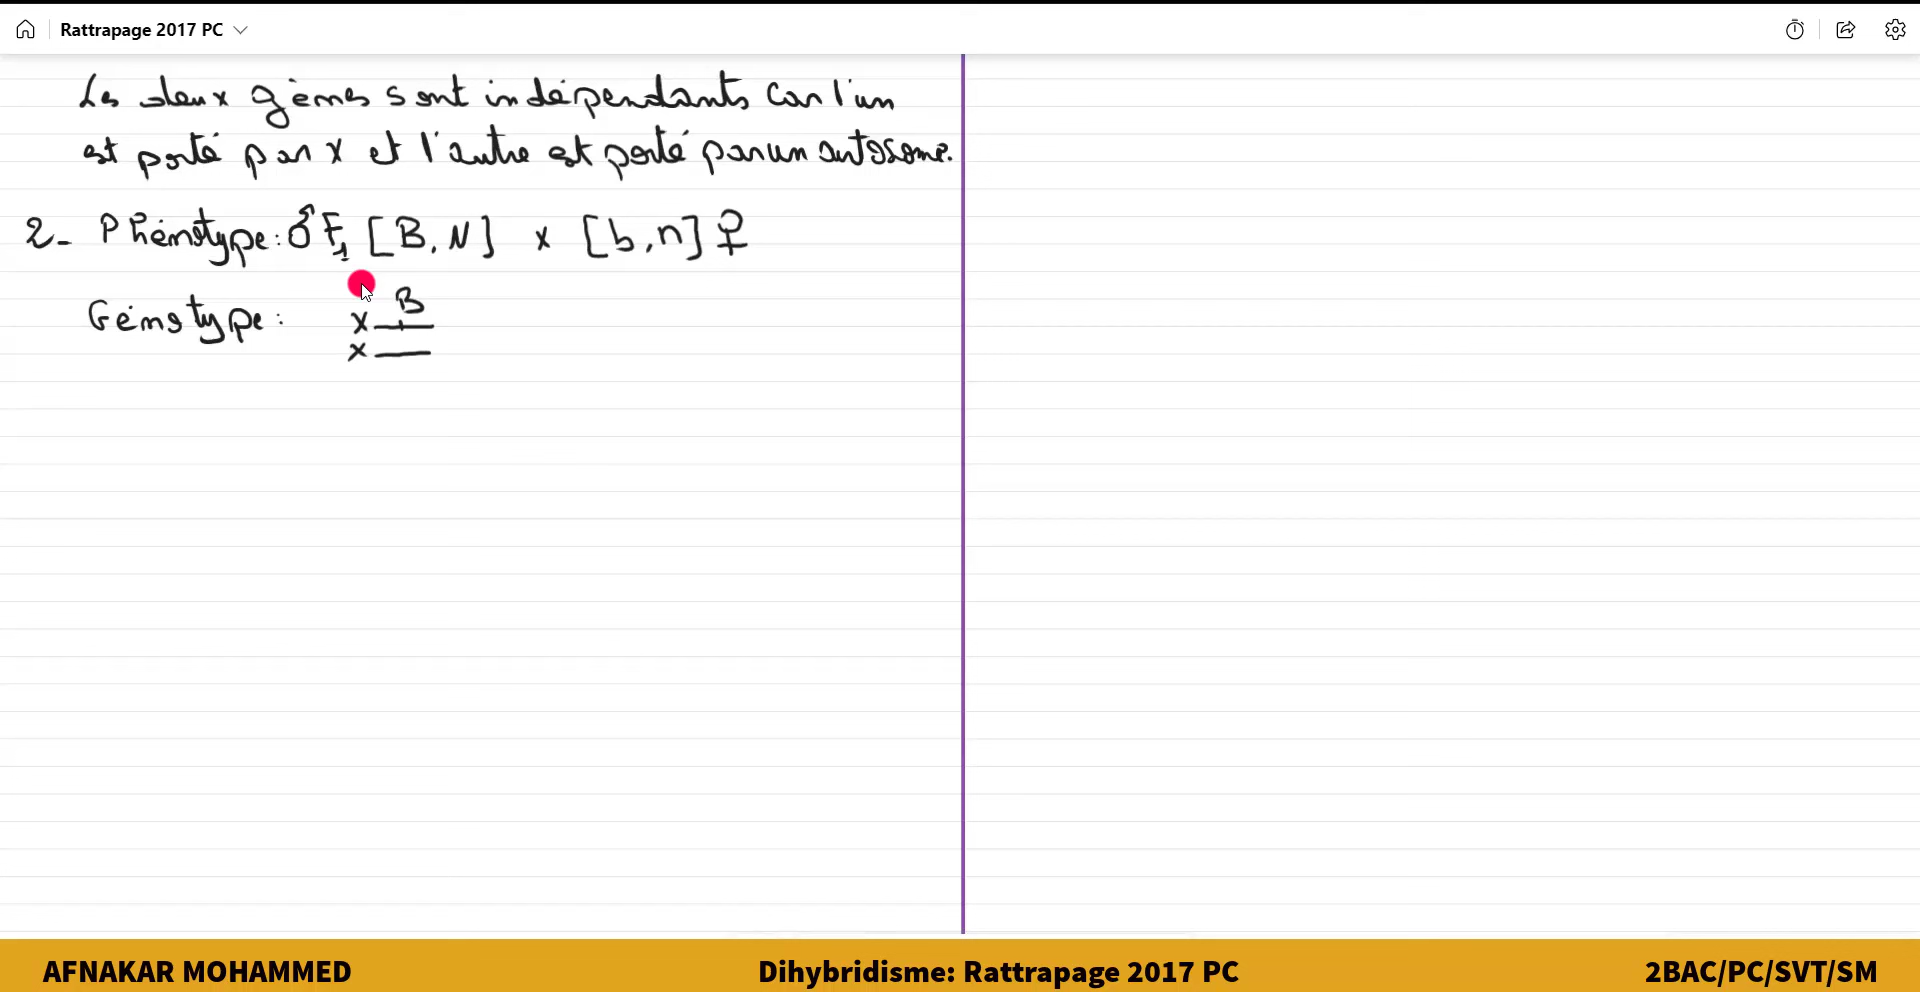 Rattrapage 2017 PC
Les deux gènes sont indépendants car l'un
est porté par X et l'autre est porté par un autosome.
2- Phénotype: ♂ F1 [B,N] x [b,n] ♀
Génotype: X B
X
AFNAKAR MOHAMMED
Dihybridisme: Rattrapage 2017 PC
2BAC/PC/SVT/SM